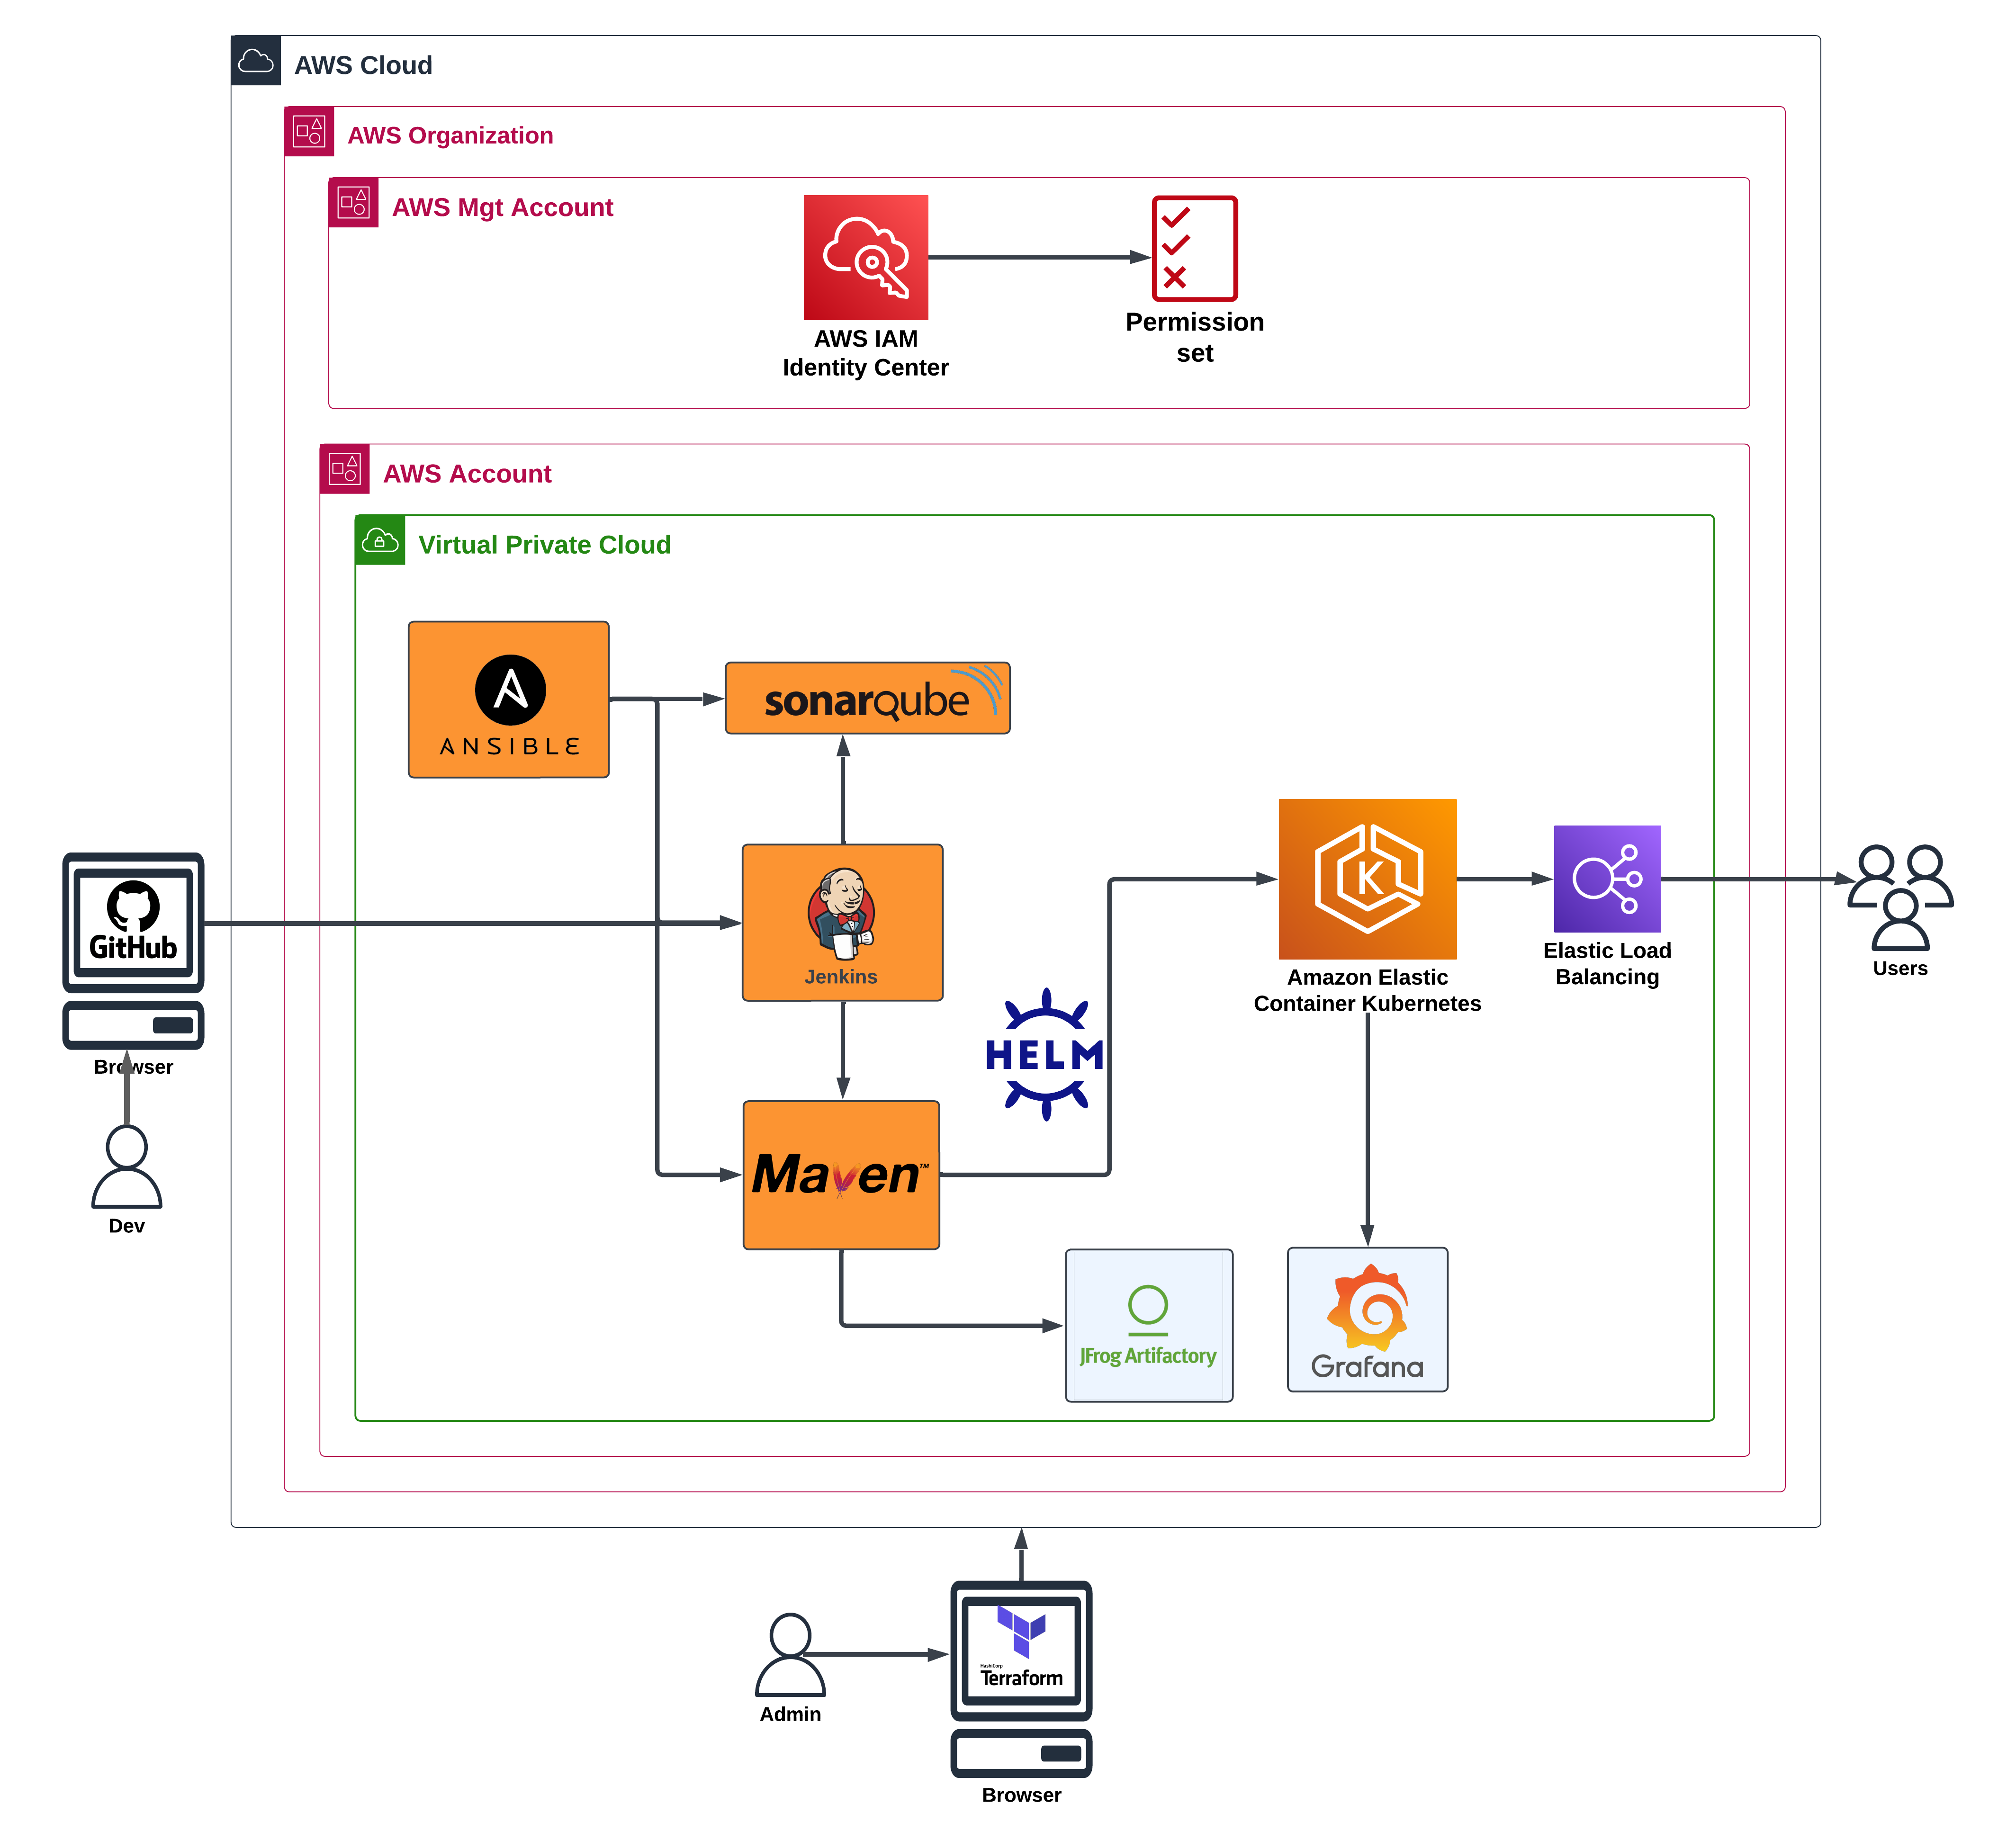 AWS Cloud
AWS Organization
AWS Mgt Account
AWS IAM
Identity Center
Permission
set
AWS Account
Virtual Private Cloud
ANSIBLE
sonarqube
GitHub
Browser
Dev
Jenkins
HELM
K
Amazon Elastic
Container Kubernetes
Elastic Load
Balancing
Users
Maven™
JFrog Artifactory
Grafana
Admin
HashiCorp
Terraform
Browser